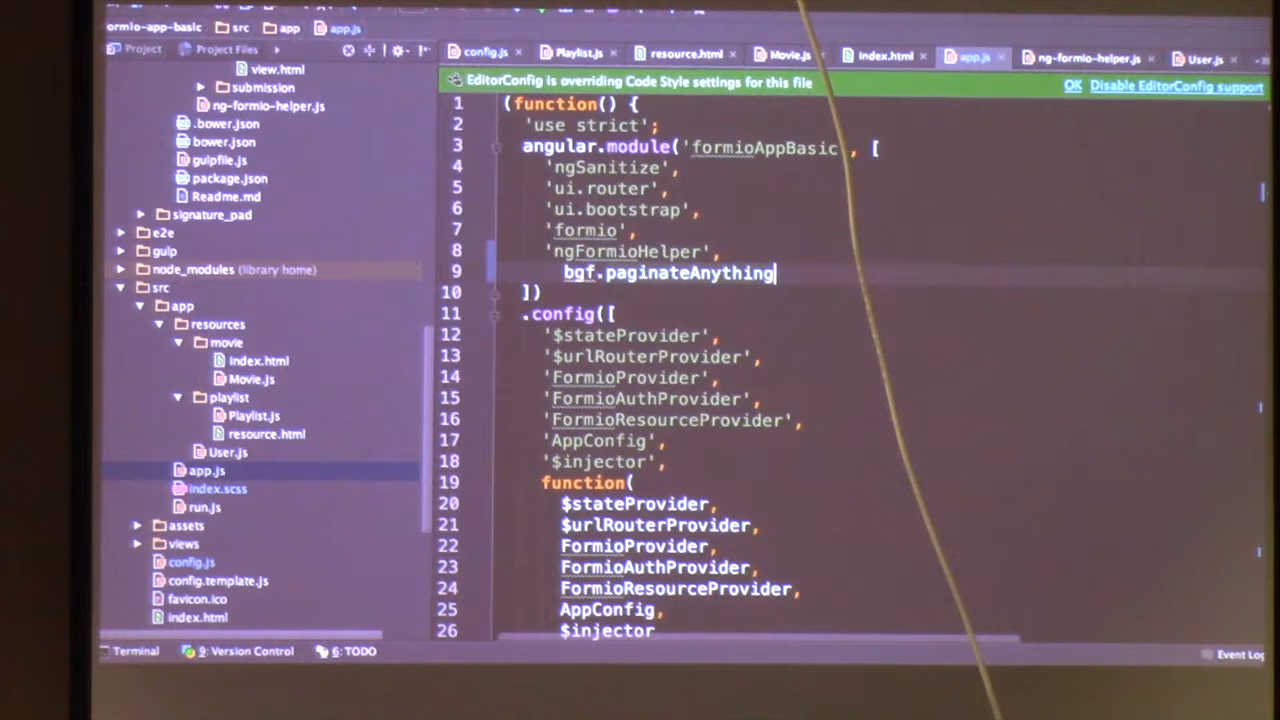 ormio-app-basic src app app.js
Project Project Files
config.js Playlist.js resource.html Movie.js index.html app.js ng-formio-helper.js User.js
EditorConfig is overriding Code Style settings for this file OK Disable EditorConfig support
view.html
submission
ng-formio-helper.js
.bower.json
bower.json
gulpfile.js
package.json
Readme.md
signature_pad
e2e
gulp
node_modules (library home)
src
app
resources
movie
index.html
Movie.js
playlist
Playlist.js
resource.html
User.js
app.js
index.scss
run.js
assets
views
config.js
config.template.js
favicon.ico
index.html
1 (function() {
2 'use strict';
3 angular.module('formioAppBasic', [
4 'ngSanitize',
5 'ui.router',
6 'ui.bootstrap',
7 'formio',
8 'ngFormioHelper',
9 bgf.paginateAnything
10 ])
11 .config([
12 '$stateProvider',
13 '$urlRouterProvider',
14 'FormioProvider',
15 'FormioAuthProvider',
16 'FormioResourceProvider',
17 'AppConfig',
18 '$injector',
19 function(
20 $stateProvider,
21 $urlRouterProvider,
22 FormioProvider,
23 FormioAuthProvider,
24 FormioResourceProvider,
25 AppConfig,
26 $injector
Terminal 9: Version Control 6: TODO Event Log